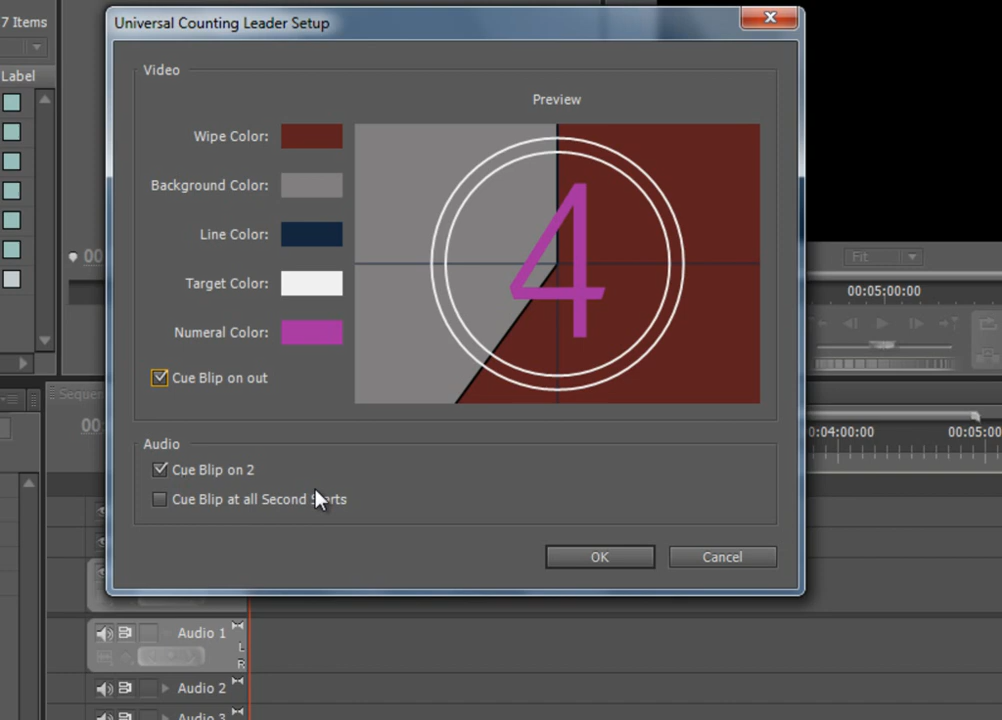 Universal Counting Leader Setup
7 Items
Label
Video
Preview
Wipe Color:
Background Color:
Line Color:
Target Color:
Numeral Color:
4
Cue Blip on out
Audio
Cue Blip on 2
Cue Blip at all Second
OK
Cancel
00
Fit
00:05:00:00
Sequen
00:
0:04:00:00
00:05:00
Audio 1
L
R
Audio 2
Audio 3